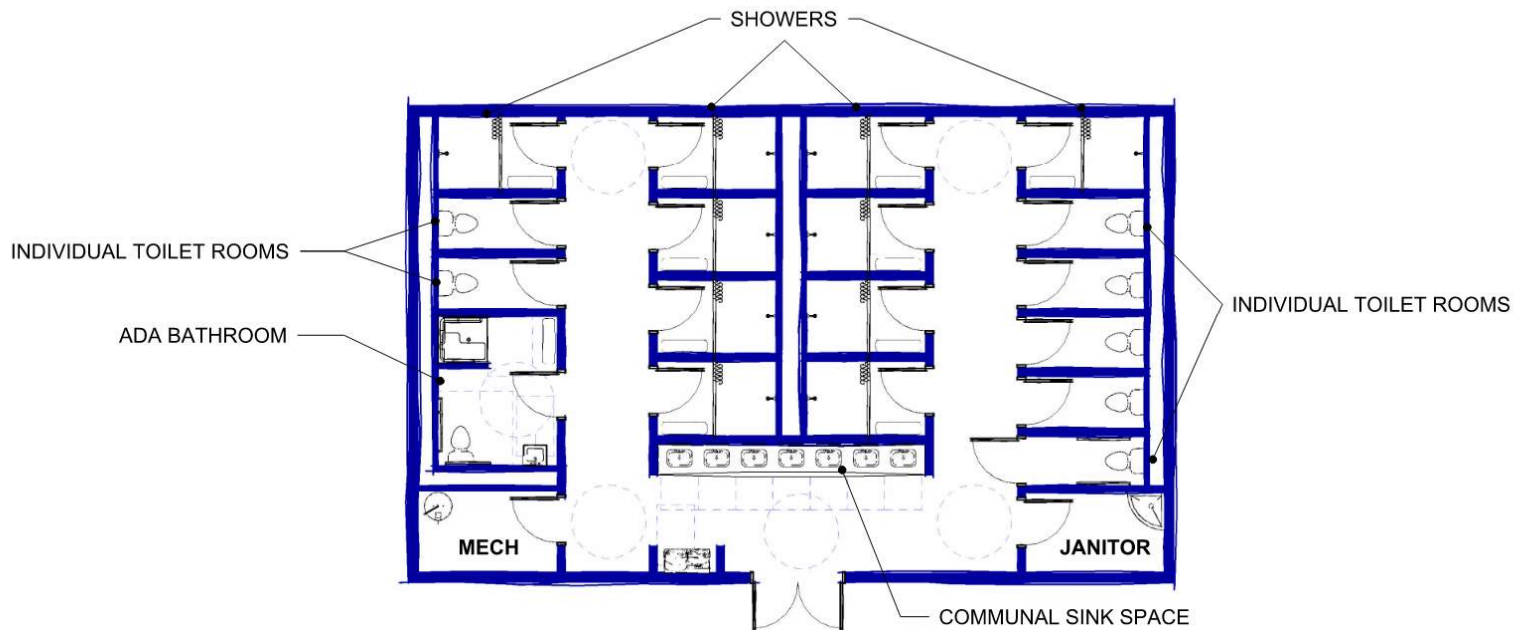 SHOWERS
INDIVIDUAL TOILET ROOMS
ADA BATHROOM
INDIVIDUAL TOILET ROOMS
MECH
JANITOR
COMMUNAL SINK SPACE